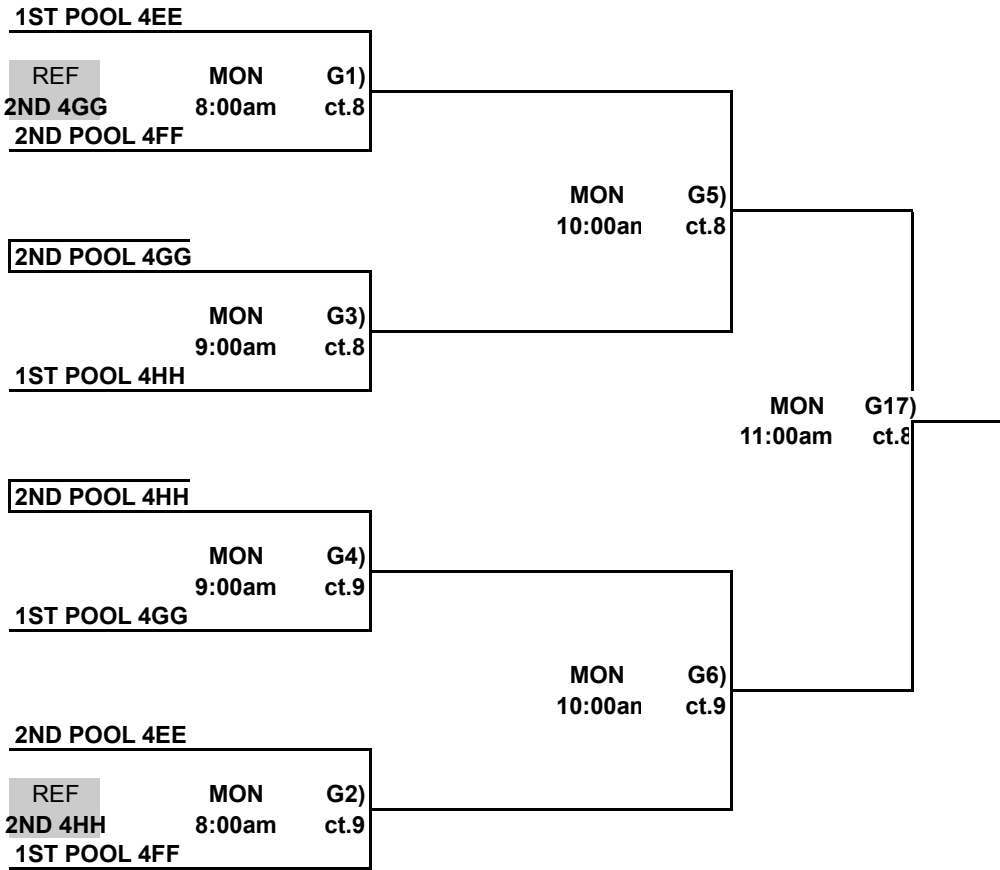 1ST POOL 4EE
REF MON G1)
2ND 4GG 8:00am ct.8
2ND POOL 4FF
MON G5)
10:00an ct.8
2ND POOL 4GG
MON G3)
9:00am ct.8
1ST POOL 4HH
MON G17)
11:00am ct.8
2ND POOL 4HH
MON G4)
9:00am ct.9
1ST POOL 4GG
MON G6)
10:00an ct.9
2ND POOL 4EE
REF MON G2)
2ND 4HH 8:00am ct.9
1ST POOL 4FF